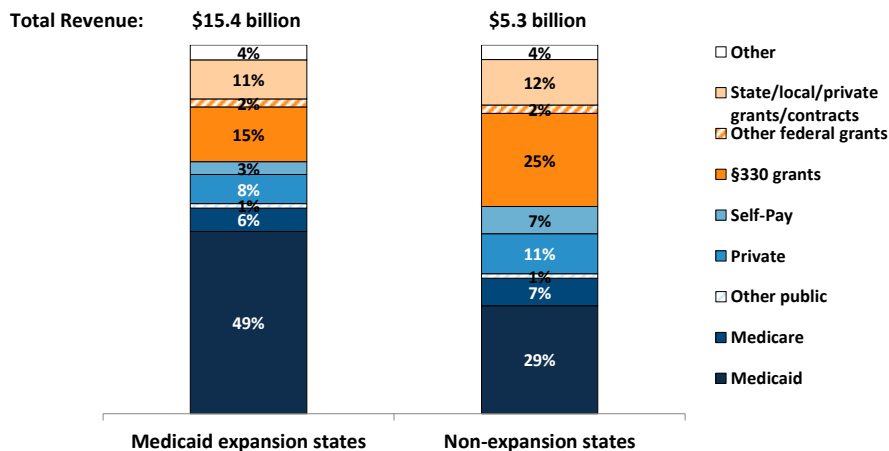 Total Revenue: $15.4 billion $5.3 billion
4% 4% Other
11% 12% State/local/private
grants/contracts
2% 2% Other federal grants
15% 25% §330 grants
3% 7% Self-Pay
8% 11% Private
1% 1% Other public
6% 7% Medicare
49% 29% Medicaid
Medicaid expansion states Non-expansion states